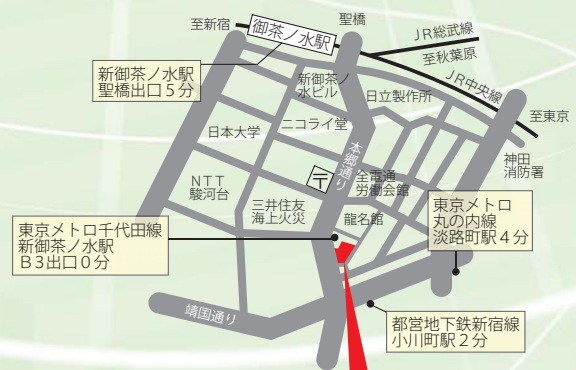 至新宿
御茶ノ水駅
聖橋
JR総武線
至秋葉原
JR中央線
至東京
新御茶ノ水駅
聖橋出口5分
新御茶ノ
水ビル
日立製作所
日本大学
ニコライ堂
本郷通り
〒
全電通
労働会館
神田
消防署
NTT
駿河台
三井住友
海上火災
龍名館
東京メトロ
丸の内線
淡路町駅4分
東京メトロ千代田線
新御茶ノ水駅
B3出口0分
靖国通り
都営地下鉄新宿線
小川町駅2分